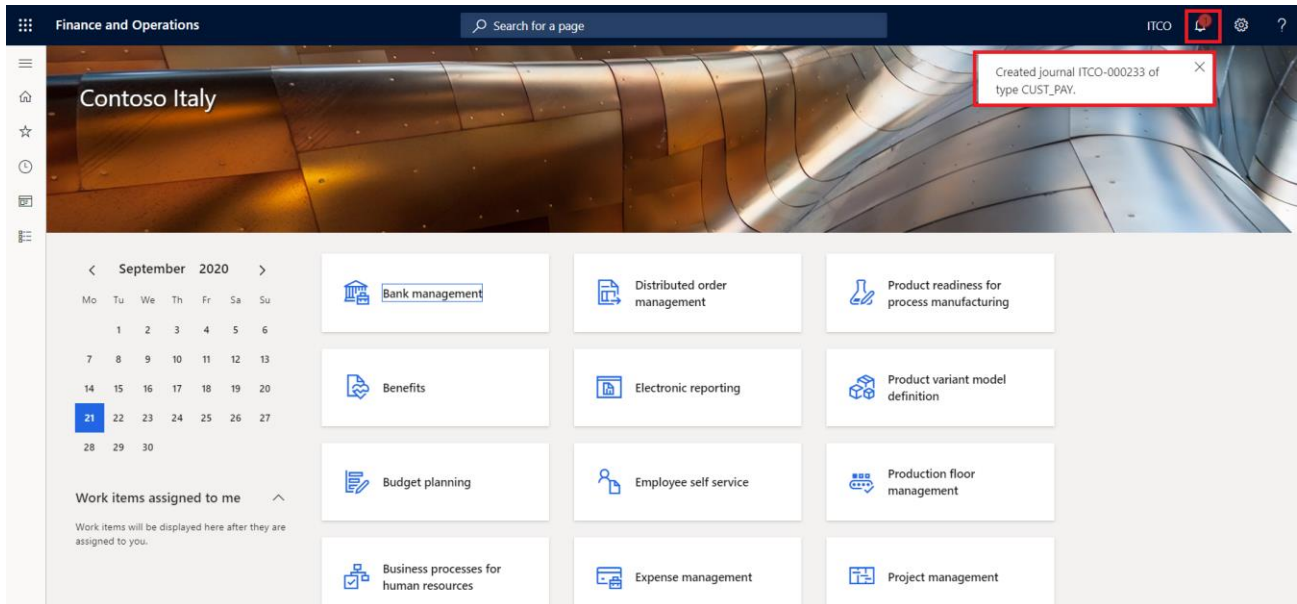 Finance and Operations
Search for a page
ITCO
1
?
Created journal ITCO-000233 of
type CUST_PAY.
Contoso Italy
September 2020
Mo Tu We Th Fr Sa Su
1 2 3 4 5 6
7 8 9 10 11 12 13
14 15 16 17 18 19 20
21 22 23 24 25 26 27
28 29 30
Work items assigned to me
Work items will be displayed here after they are
assigned to you.
Bank management
Distributed order
management
Product readiness for
process manufacturing
Benefits
Electronic reporting
Product variant model
definition
Budget planning
Employee self service
Production floor
management
Business processes for
human resources
Expense management
Project management